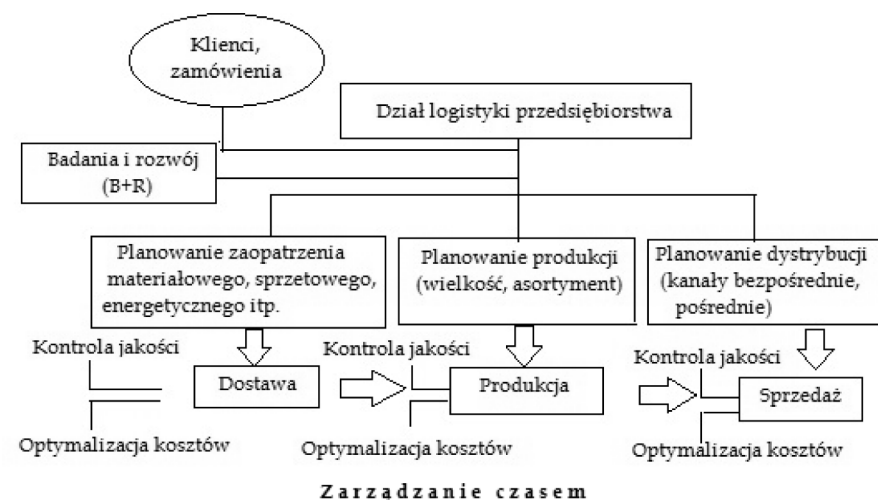 Klienci,
zamówienia
Dział logistyki przedsiębiorstwa
Badania i rozwój
(B+R)
Planowanie zaopatrzenia
materiałowego, sprzetowego,
energetycznego itp.
Planowanie produkcji
(wielkość, asortyment)
Planowanie dystrybucji
(kanały bezpośrednie,
pośrednie)
Kontrola jakości
Dostawa
Optymalizacja kosztów
Kontrola jakości
Produkcja
Optymalizacja kosztów
Kontrola jakości
Sprzedaż
Optymalizacja kosztów
Zarządzanie czasem